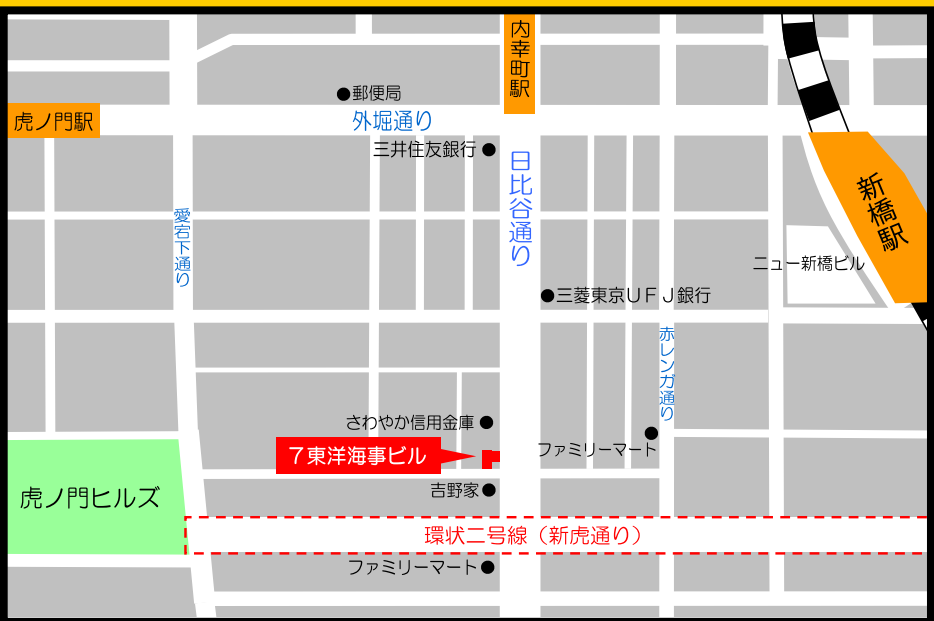 内幸町駅
郵便局
虎ノ門駅
外堀通り
三井住友銀行
日比谷通り
新橋駅
愛宕下通り
ニュー新橋ビル
三菱東京UFJ銀行
赤レンガ通り
さわやか信用金庫
ファミリーマート
7東洋海事ビル
吉野家
虎ノ門ヒルズ
環状二号線（新虎通り）
ファミリーマート